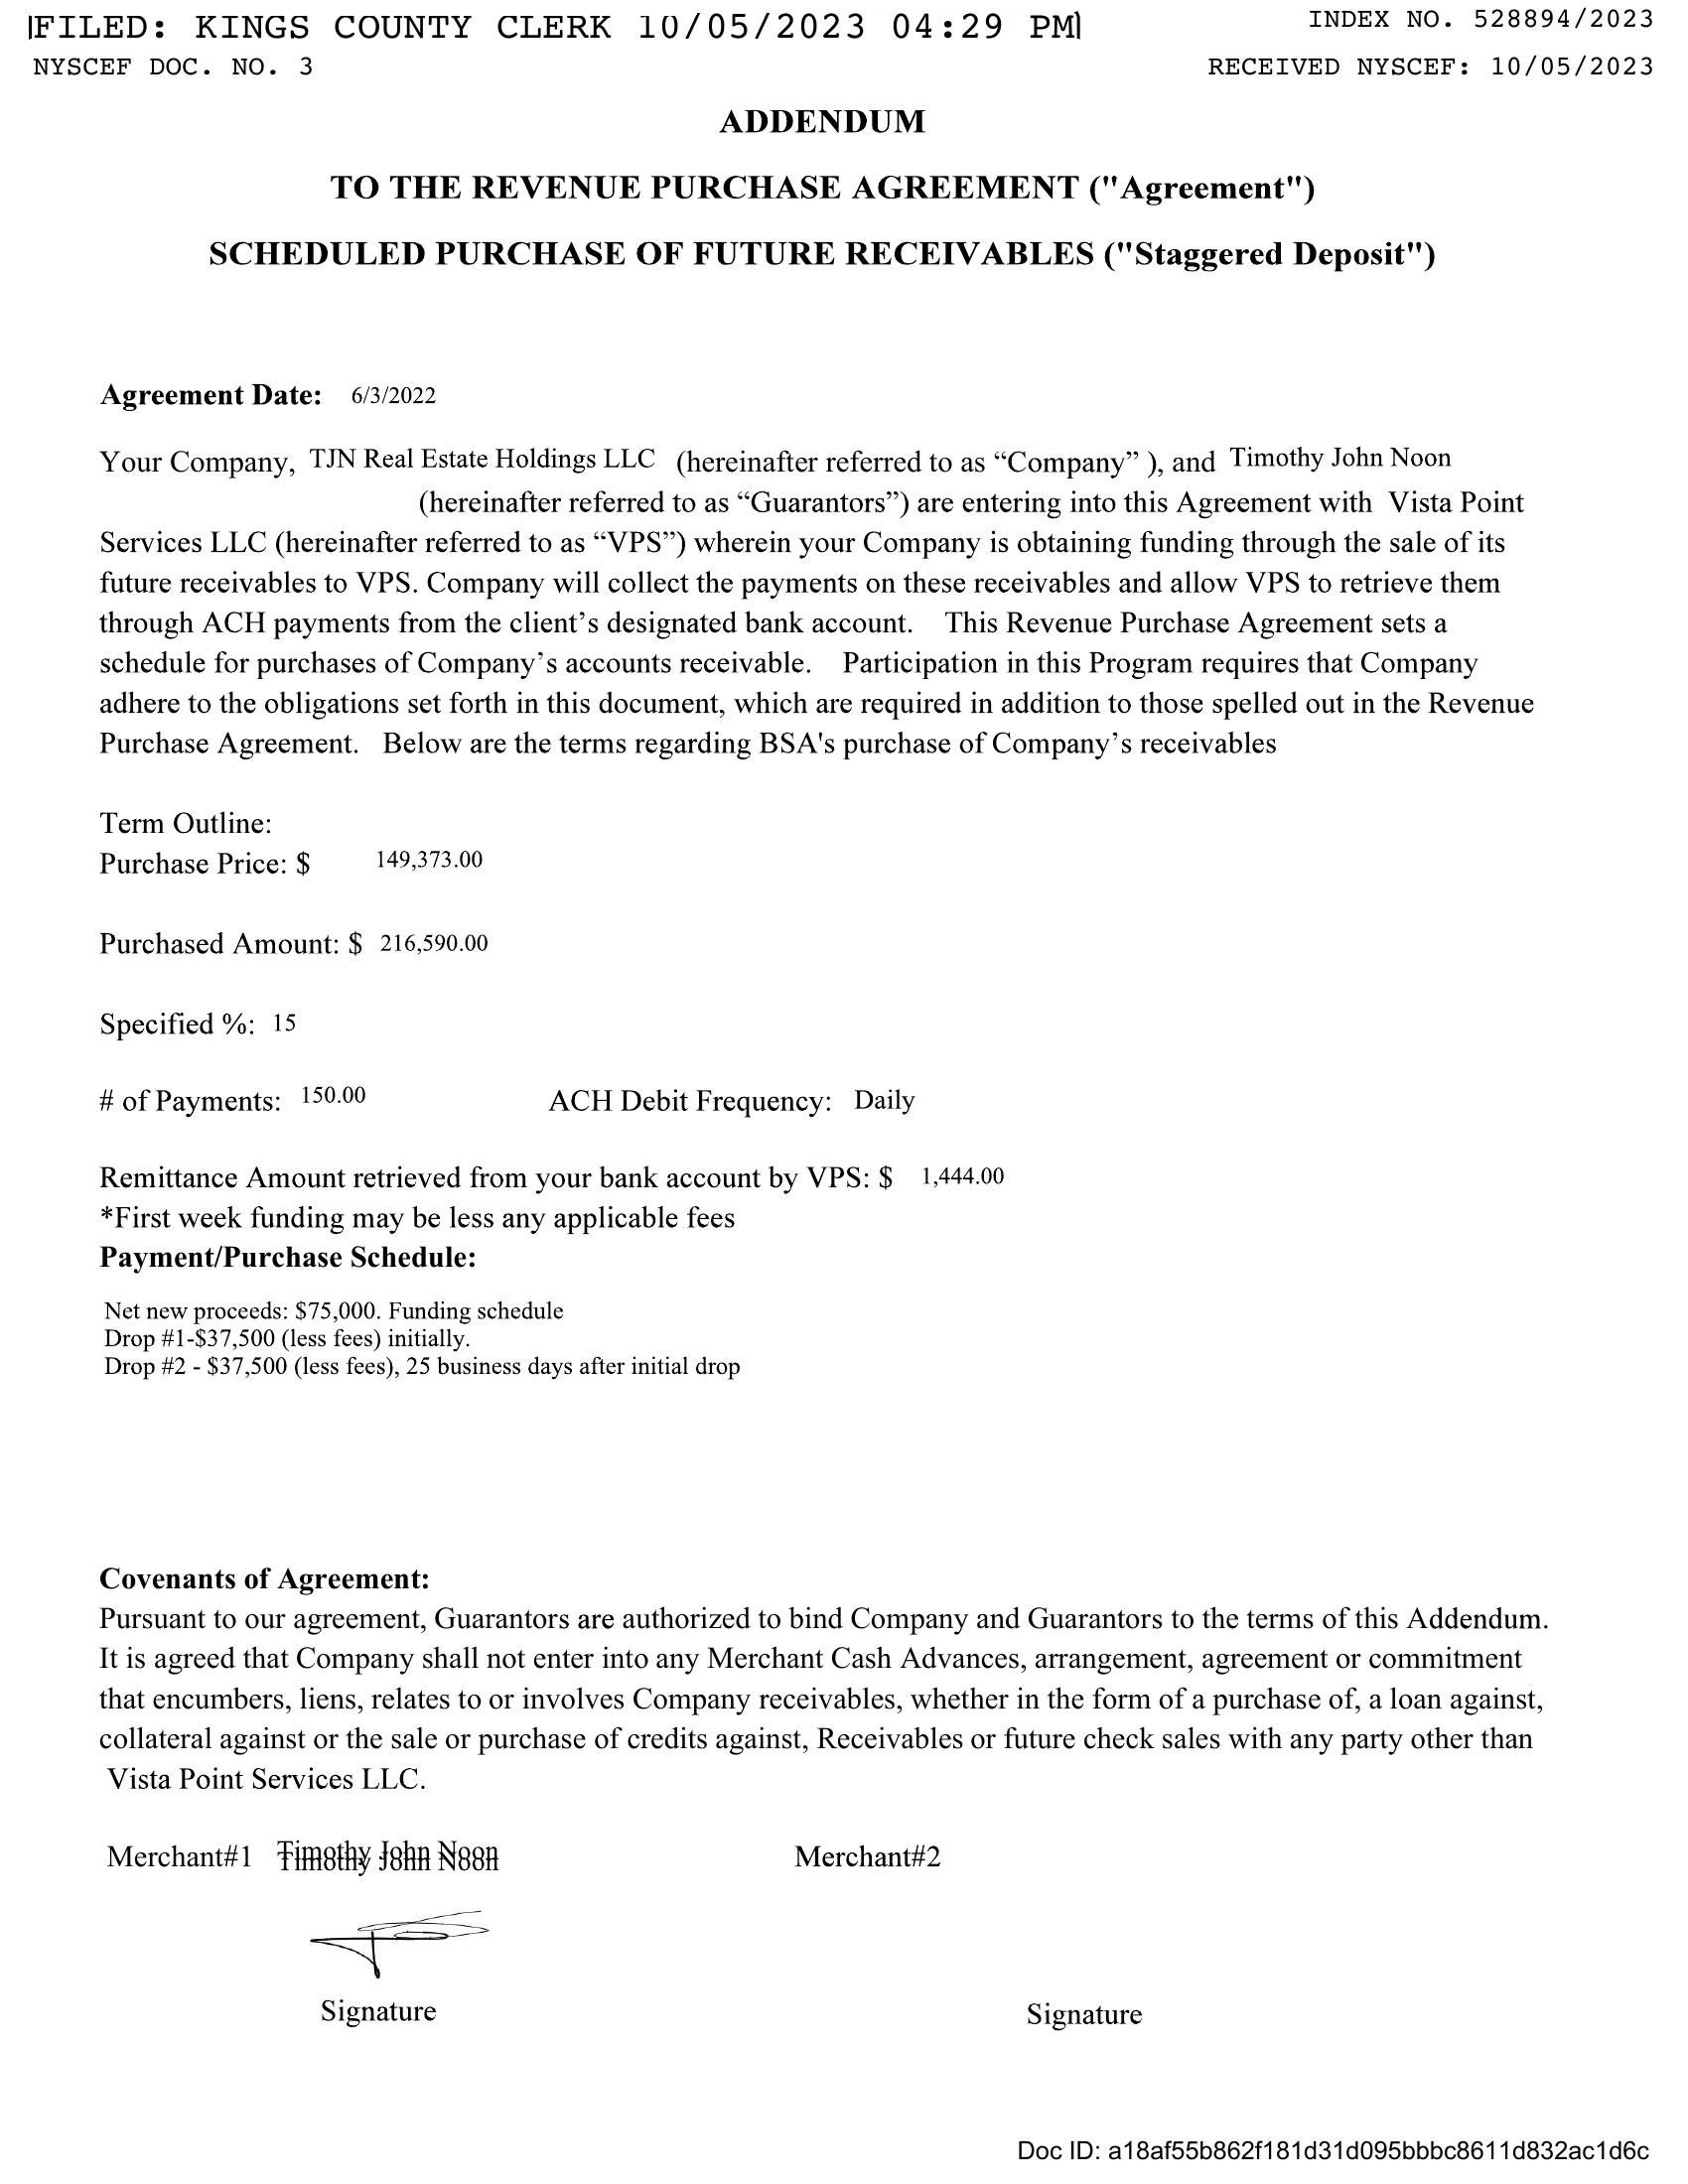 FILED: KINGS COUNTY CLERK 10/05/2023 04:29 PM
INDEX NO. 528894/2023
NYSCEF DOC. NO. 3
RECEIVED NYSCEF: 10/05/2023
ADDENDUM
TO THE REVENUE PURCHASE AGREEMENT ("Agreement")
SCHEDULED PURCHASE OF FUTURE RECEIVABLES ("Staggered Deposit")
Agreement Date: 6/3/2022
Your Company, TJN Real Estate Holdings LLC (hereinafter referred to as “Company” ), and Timothy John Noon
(hereinafter referred to as “Guarantors”) are entering into this Agreement with Vista Point
Services LLC (hereinafter referred to as “VPS”) wherein your Company is obtaining funding through the sale of its
future receivables to VPS. Company will collect the payments on these receivables and allow VPS to retrieve them
through ACH payments from the client’s designated bank account. This Revenue Purchase Agreement sets a
schedule for purchases of Company’s accounts receivable. Participation in this Program requires that Company
adhere to the obligations set forth in this document, which are required in addition to those spelled out in the Revenue
Purchase Agreement. Below are the terms regarding BSA's purchase of Company’s receivables
Term Outline:
Purchase Price: $ 149,373.00
Purchased Amount: $ 216,590.00
Specified %: 15
# of Payments: 150.00 ACH Debit Frequency: Daily
Remittance Amount retrieved from your bank account by VPS: $ 1,444.00
*First week funding may be less any applicable fees
Payment/Purchase Schedule:
Net new proceeds: $75,000. Funding schedule
Drop #1-$37,500 (less fees) initially.
Drop #2 - $37,500 (less fees), 25 business days after initial drop
Covenants of Agreement:
Pursuant to our agreement, Guarantors are authorized to bind Company and Guarantors to the terms of this Addendum.
It is agreed that Company shall not enter into any Merchant Cash Advances, arrangement, agreement or commitment
that encumbers, liens, relates to or involves Company receivables, whether in the form of a purchase of, a loan against,
collateral against or the sale or purchase of credits against, Receivables or future check sales with any party other than
Vista Point Services LLC.
Merchant#1 Timothy John Noon Merchant#2
Signature Signature
Doc ID: a18af55b862f181d31d095bbbc8611d832ac1d6c